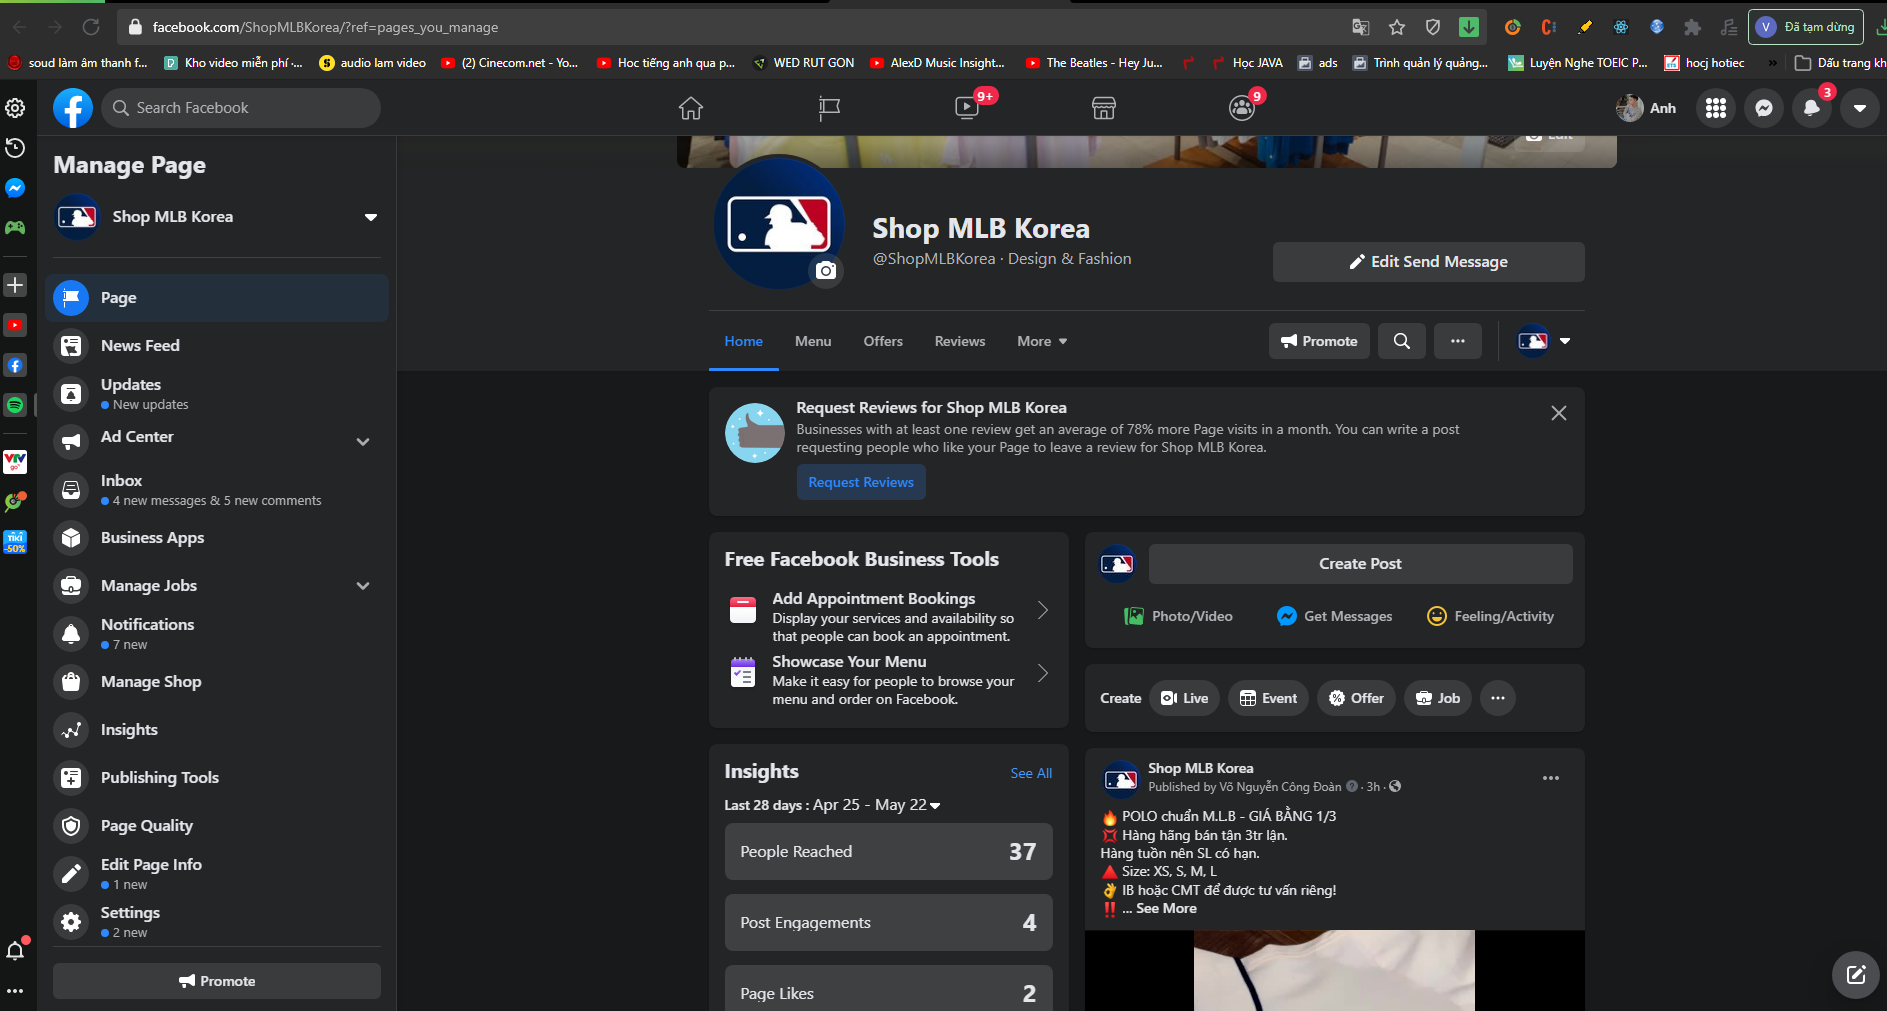 facebook.com/ShopMLBKorea/?ref=pages_you_manage
V Đã tạm dừng
soud làm âm thanh f...
Kho video miễn phí -...
audio lam video
(2) Cinecom.net - Yo...
Hoc tiếng anh qua p...
WED RUT GON
AlexD Music Insight...
The Beatles - Hey Ju...
Học JAVA
ads
Trình quản lý quảng...
Luyện Nghe TOEIC P...
hocj hotiec
»
Dấu trang kh
Search Facebook
9+
9
Anh
3
Manage Page
Shop MLB Korea
Page
News Feed
Updates
New updates
Ad Center
Inbox
4 new messages & 5 new comments
Business Apps
Manage Jobs
Notifications
7 new
Manage Shop
Insights
Publishing Tools
Page Quality
Edit Page Info
1 new
Settings
2 new
Promote
VTV
go
TIKI
-50%
Edit
Shop MLB Korea
@ShopMLBKorea · Design & Fashion
Edit Send Message
Home
Menu
Offers
Reviews
More
Promote
Request Reviews for Shop MLB Korea
Businesses with at least one review get an average of 78% more Page visits in a month. You can write a post
requesting people who like your Page to leave a review for Shop MLB Korea.
Request Reviews
Free Facebook Business Tools
Add Appointment Bookings
Display your services and availability so
that people can book an appointment.
Showcase Your Menu
Make it easy for people to browse your
menu and order on Facebook.
Insights
See All
Last 28 days : Apr 25 - May 22
People Reached
37
Post Engagements
4
Page Likes
2
Create Post
Photo/Video
Get Messages
Feeling/Activity
Create
Live
Event
Offer
Job
Shop MLB Korea
Published by Võ Nguyễn Công Đoàn · 3h ·
🔥 POLO chuẩn M.L.B - GIÁ BẰNG 1/3
💢 Hàng hãng bán tận 3tr lận.
Hàng tuồn nên SL có hạn.
🔺 Size: XS, S, M, L
👌 IB hoặc CMT để được tư vấn riêng!
‼️ ... See More